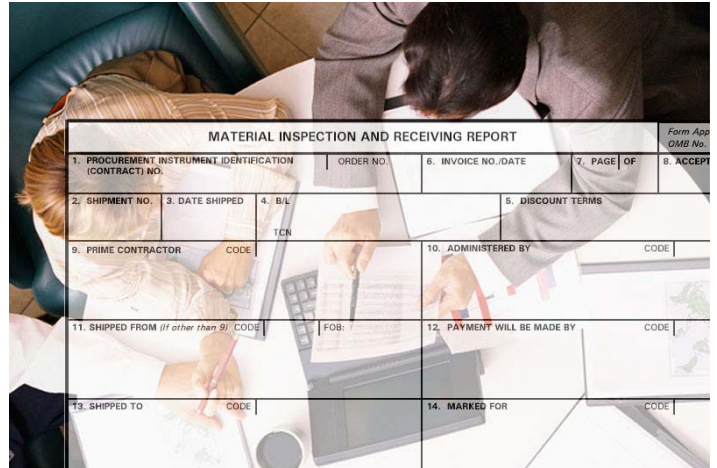 MATERIAL INSPECTION AND RECEIVING REPORT
Form App
OMB No.
1. PROCUREMENT INSTRUMENT IDENTIFICATION
(CONTRACT) NO.
ORDER NO.
6. INVOICE NO./DATE
7. PAGE OF
8. ACCEPT
2. SHIPMENT NO.
3. DATE SHIPPED
4. B/L
TCN
5. DISCOUNT TERMS
9. PRIME CONTRACTOR CODE
10. ADMINISTERED BY CODE
11. SHIPPED FROM (If other than 9) CODE
FOB:
12. PAYMENT WILL BE MADE BY CODE
13. SHIPPED TO CODE
14. MARKED FOR CODE